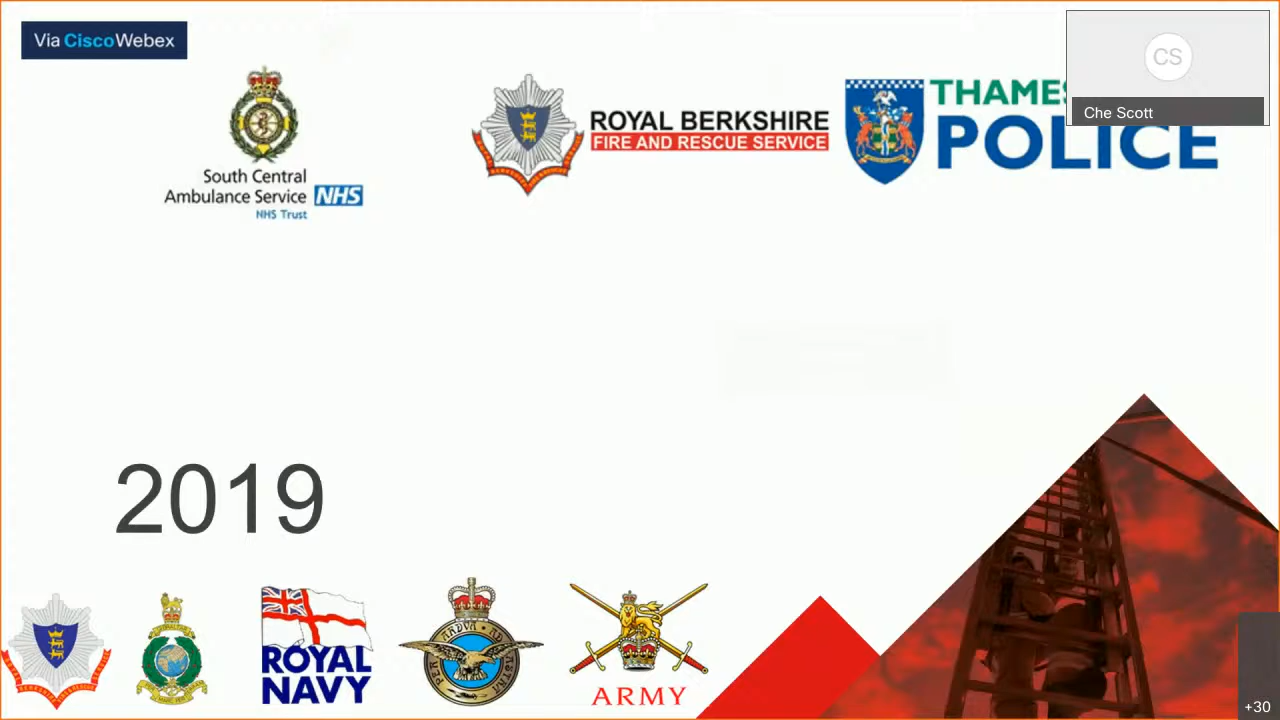 Via CiscoWebex
CS
Che Scott
South Central
Ambulance Service NHS
NHS Trust
ROYAL BERKSHIRE
FIRE AND RESCUE SERVICE
THAMES
POLICE
2019
ROYAL
NAVY
ARMY
+30